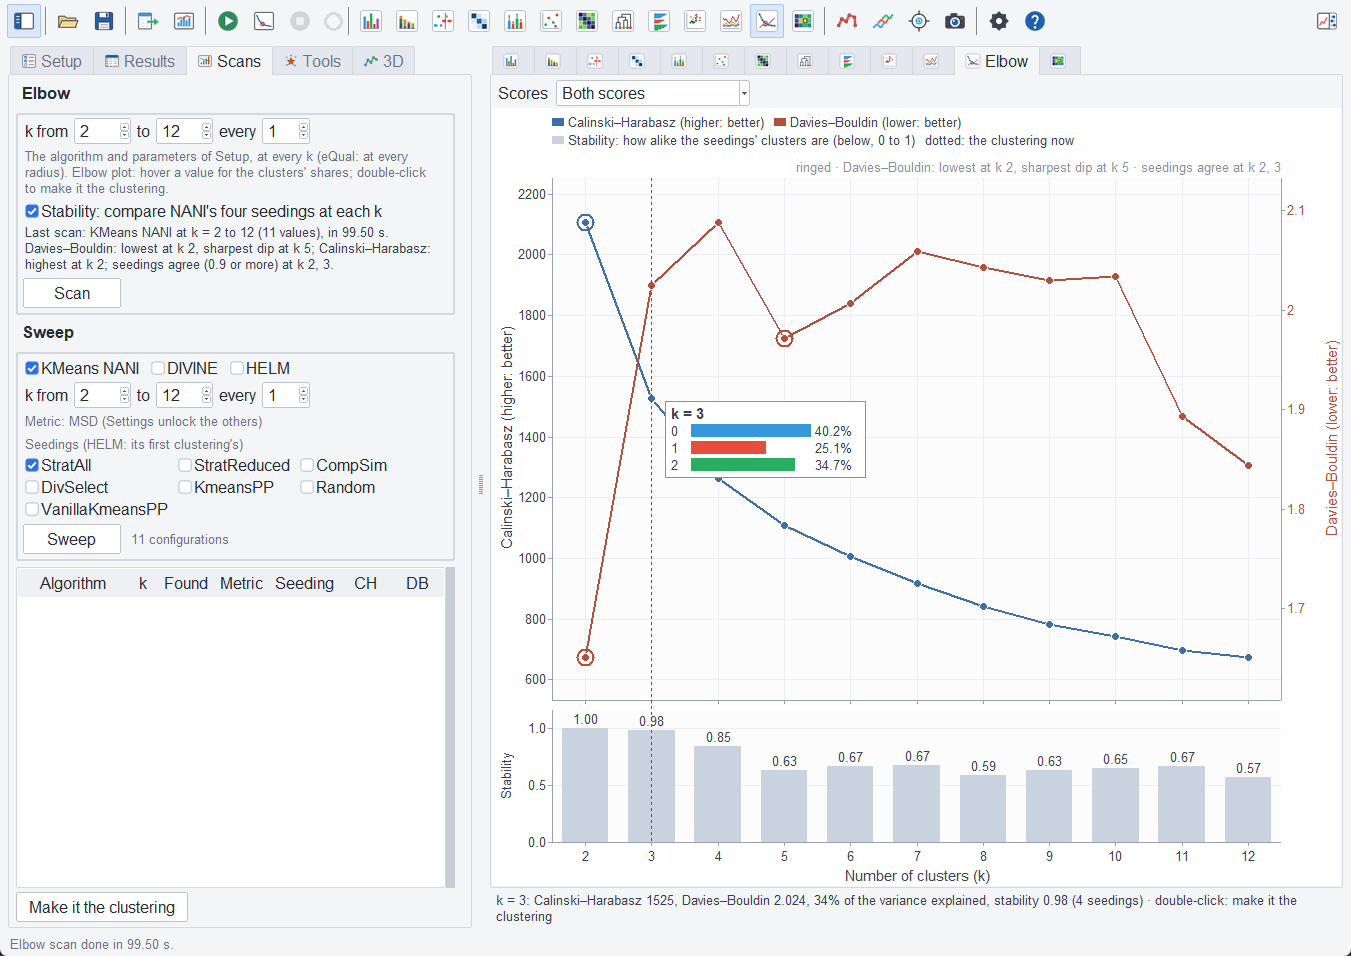 Setup
Results
Scans
Tools
3D
Elbow
k from 2 to 12 every 1
The algorithm and parameters of Setup, at every k (eQual: at every
radius). Elbow plot: hover a value for the clusters' shares; double-click
to make it the clustering.
Stability: compare NANI's four seedings at each k
Last scan: KMeans NANI at k = 2 to 12 (11 values), in 99.50 s.
Davies–Bouldin: lowest at k 2, sharpest dip at k 5; Calinski–Harabasz:
highest at k 2; seedings agree (0.9 or more) at k 2, 3.
Scan
Sweep
KMeans NANI DIVINE HELM
k from 2 to 12 every 1
Metric: MSD (Settings unlock the others)
Seedings (HELM: its first clustering's)
StratAll StratReduced CompSim
DivSelect KmeansPP Random
VanillaKmeansPP
Sweep 11 configurations
Algorithm k Found Metric Seeding CH DB
Make it the clustering
Elbow scan done in 99.50 s.
Elbow
Scores Both scores
Calinski–Harabasz (higher: better) Davies–Bouldin (lower: better)
Stability: how alike the seedings' clusters are (below, 0 to 1) dotted: the clustering now
ringed · Davies–Bouldin: lowest at k 2, sharpest dip at k 5 · seedings agree at k 2, 3
Calinski–Harabasz (higher: better)
2200
2000
1800
1600
1400
1200
1000
800
600
2.1
2
1.9
1.8
1.7
Davies–Bouldin (lower: better)
k = 3
0 40.2%
1 25.1%
2 34.7%
Stability
1.0
0.5
0.0
1.00 0.98 0.85 0.63 0.67 0.67 0.59 0.63 0.65 0.67 0.57
2 3 4 5 6 7 8 9 10 11 12
Number of clusters (k)
k = 3: Calinski–Harabasz 1525, Davies–Bouldin 2.024, 34% of the variance explained, stability 0.98 (4 seedings) · double-click: make it the
clustering